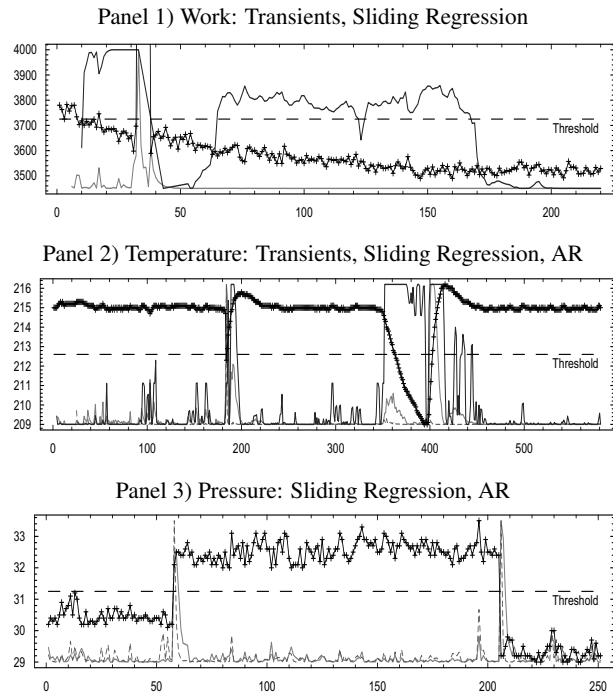 Panel 1) Work: Transients, Sliding Regression
4000
3900
3800
3700
3600
3500
Threshold
0 50 100 150 200
Panel 2) Temperature: Transients, Sliding Regression, AR
216
215
214
213
212
211
210
209
Threshold
0 100 200 300 400 500
Panel 3) Pressure: Sliding Regression, AR
33
32
31
30
29
Threshold
0 50 100 150 200 250